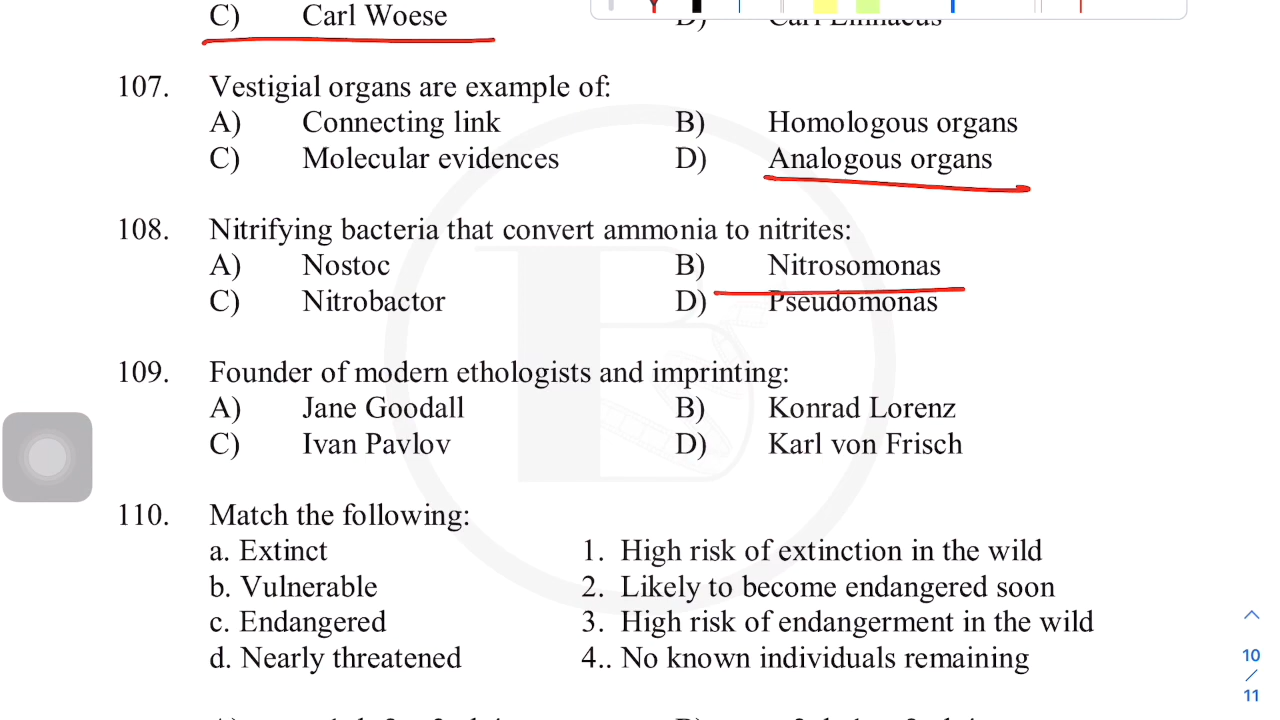 C) Carl Woese D) Carl Linnaeus
107. Vestigial organs are example of:
A) Connecting link B) Homologous organs
C) Molecular evidences D) Analogous organs
108. Nitrifying bacteria that convert ammonia to nitrites:
A) Nostoc B) Nitrosomonas
C) Nitrobactor D) Pseudomonas
109. Founder of modern ethologists and imprinting:
A) Jane Goodall B) Konrad Lorenz
C) Ivan Pavlov D) Karl von Frisch
110. Match the following:
a. Extinct 1. High risk of extinction in the wild
b. Vulnerable 2. Likely to become endangered soon
c. Endangered 3. High risk of endangerment in the wild
d. Nearly threatened 4.. No known individuals remaining
10
/
11